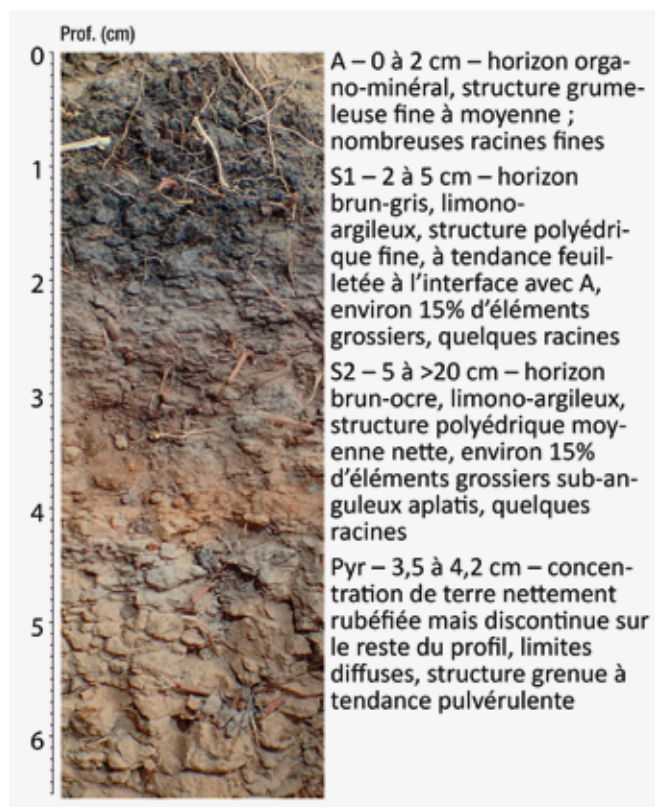 Prof. (cm)
0
1
2
3
4
5
6
A – 0 à 2 cm – horizon orga-
no-minéral, structure grume-
leuse fine à moyenne ;
nombreuses racines fines
S1 – 2 à 5 cm – horizon
brun-gris, limono-
argileux, structure polyédri-
que fine, à tendance feuil-
letée à l'interface avec A,
environ 15% d'éléments
grossiers, quelques racines
S2 – 5 à >20 cm – horizon
brun-ocre, limono-argileux,
structure polyédrique moy-
enne nette, environ 15%
d'éléments grossiers sub-an-
guleux aplatis, quelques
racines
Pyr – 3,5 à 4,2 cm – concen-
tration de terre nettement
rubéfiée mais discontinue sur
le reste du profil, limites
diffuses, structure grenue à
tendance pulvérulente